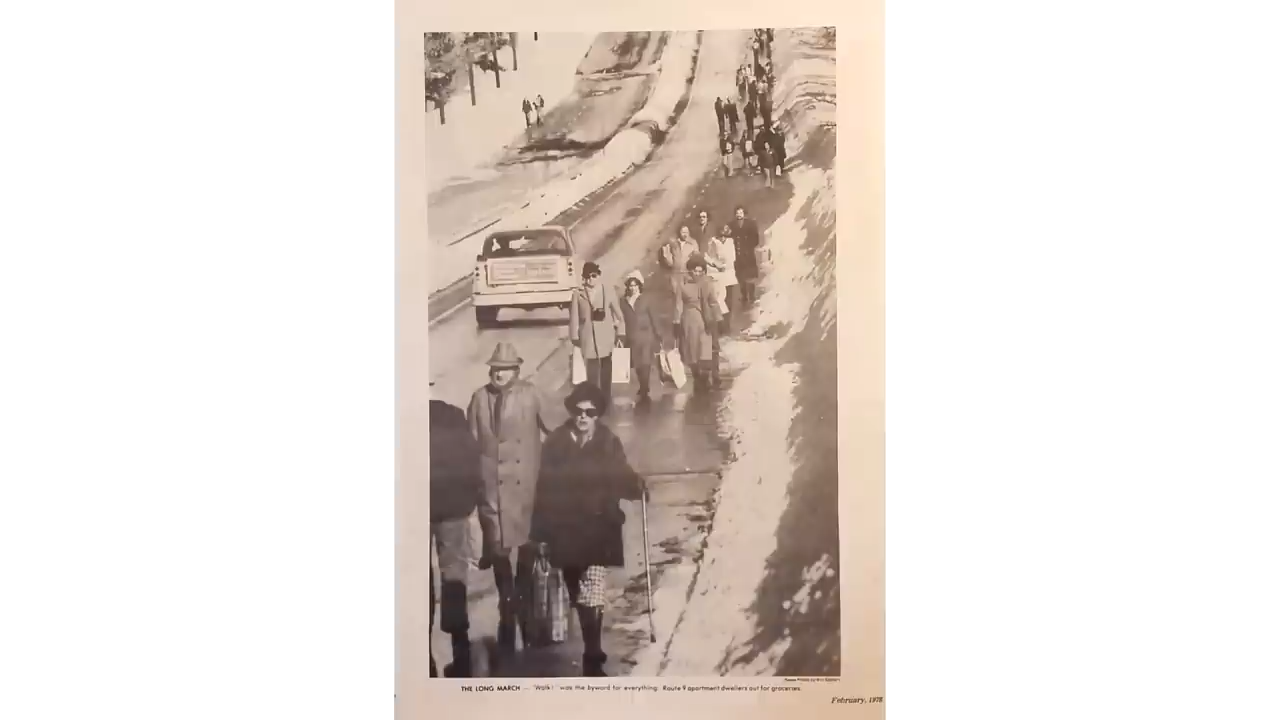 THE LONG MARCH — 'Walk!' was the byword for everything: Route 9 apartment dwellers out for groceries.
February, 1978